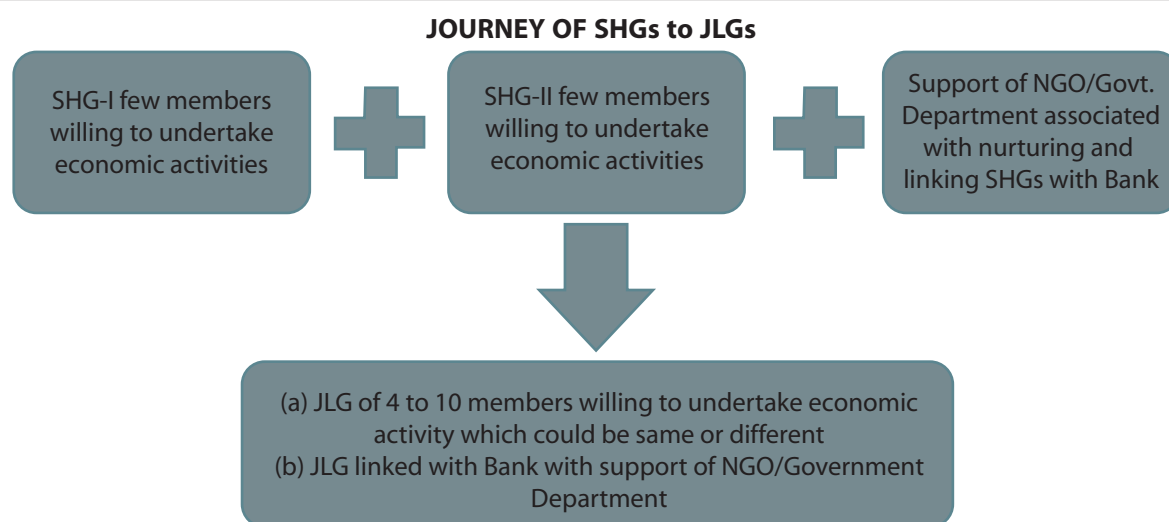 JOURNEY OF SHGs to JLGs
SHG-I few members
willing to undertake
economic activities
SHG-II few members
willing to undertake
economic activities
Support of NGO/Govt.
Department associated
with nurturing and
linking SHGs with Bank
(a) JLG of 4 to 10 members willing to undertake economic
activity which could be same or different
(b) JLG linked with Bank with support of NGO/Government
Department